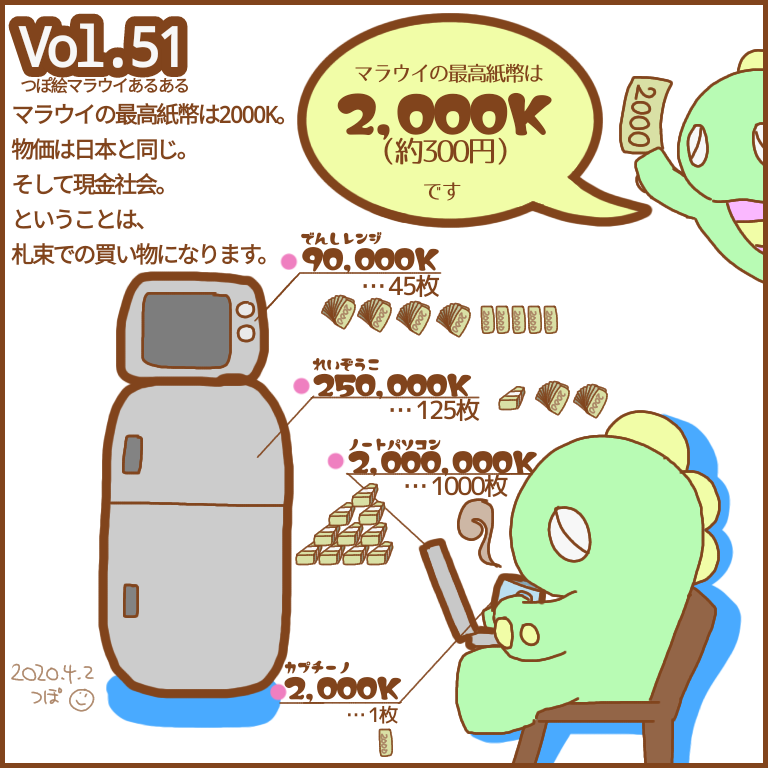 Vol.51
つぽ絵マラウイあるある
マラウイの最高紙幣は2000K。
物価は日本と同じ。
そして現金社会。
ということは、
札束での買い物になります。
マラウイの最高紙幣は
2,000K
（約300円）
です
2000
でんしレンジ
90,000K
…45枚
れいぞうこ
250,000K
…125枚
ノートパソコン
2,000,000K
…1000枚
カプチーノ
2,000K
…1枚
2020.4.2
つぽ